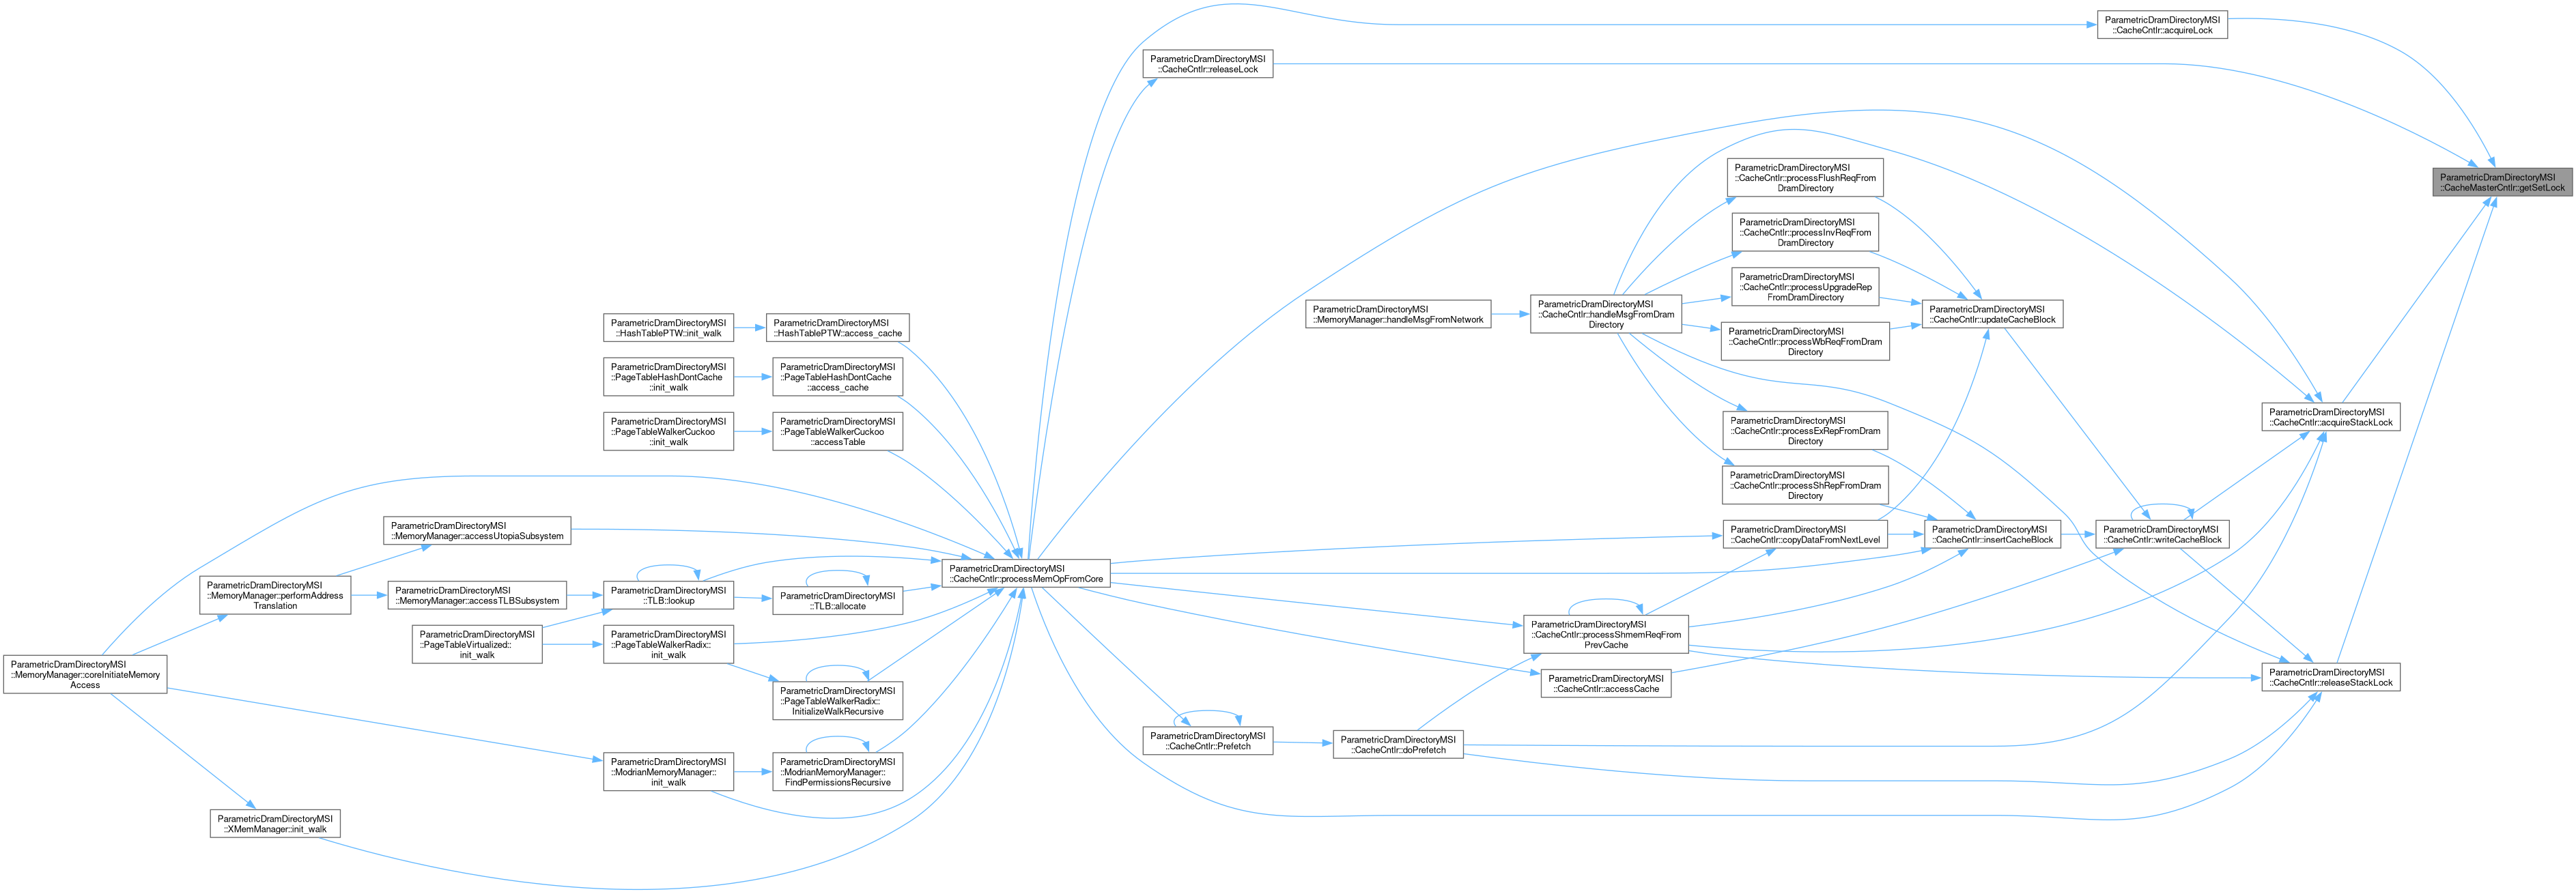 ParametricDramDirectoryMSI
::CacheCntlr::acquireLock
ParametricDramDirectoryMSI
::CacheCntlr::releaseLock
ParametricDramDirectoryMSI
::CacheMasterCntlr::getSetLock
ParametricDramDirectoryMSI
::CacheCntlr::processFlushReqFrom
DramDirectory
ParametricDramDirectoryMSI
::CacheCntlr::processInvReqFrom
DramDirectory
ParametricDramDirectoryMSI
::CacheCntlr::processUpgradeRep
FromDramDirectory
ParametricDramDirectoryMSI
::CacheCntlr::processWbReqFromDram
Directory
ParametricDramDirectoryMSI
::MemoryManager::handleMsgFromNetwork
ParametricDramDirectoryMSI
::CacheCntlr::handleMsgFromDram
Directory
ParametricDramDirectoryMSI
::CacheCntlr::updateCacheBlock
ParametricDramDirectoryMSI
::HashTablePTW::init_walk
ParametricDramDirectoryMSI
::HashTablePTW::access_cache
ParametricDramDirectoryMSI
::PageTableHashDontCache
::init_walk
ParametricDramDirectoryMSI
::PageTableHashDontCache
::access_cache
ParametricDramDirectoryMSI
::PageTableWalkerCuckoo
::init_walk
ParametricDramDirectoryMSI
::PageTableWalkerCuckoo
::accessTable
ParametricDramDirectoryMSI
::CacheCntlr::processExRepFromDram
Directory
ParametricDramDirectoryMSI
::CacheCntlr::acquireStackLock
ParametricDramDirectoryMSI
::CacheCntlr::processShRepFromDram
Directory
ParametricDramDirectoryMSI
::MemoryManager::accessUtopiaSubsystem
ParametricDramDirectoryMSI
::CacheCntlr::copyDataFromNextLevel
ParametricDramDirectoryMSI
::CacheCntlr::insertCacheBlock
ParametricDramDirectoryMSI
::CacheCntlr::writeCacheBlock
ParametricDramDirectoryMSI
::CacheCntlr::processMemOpFromCore
ParametricDramDirectoryMSI
::MemoryManager::performAddress
Translation
ParametricDramDirectoryMSI
::MemoryManager::accessTLBSubsystem
ParametricDramDirectoryMSI
::TLB::lookup
ParametricDramDirectoryMSI
::TLB::allocate
ParametricDramDirectoryMSI
::PageTableVirtualized::
init_walk
ParametricDramDirectoryMSI
::PageTableWalkerRadix::
init_walk
ParametricDramDirectoryMSI
::CacheCntlr::processShmemReqFrom
PrevCache
ParametricDramDirectoryMSI
::MemoryManager::coreInitiateMemory
Access
ParametricDramDirectoryMSI
::PageTableWalkerRadix::
InitializeWalkRecursive
ParametricDramDirectoryMSI
::CacheCntlr::accessCache
ParametricDramDirectoryMSI
::CacheCntlr::releaseStackLock
ParametricDramDirectoryMSI
::CacheCntlr::Prefetch
ParametricDramDirectoryMSI
::CacheCntlr::doPrefetch
ParametricDramDirectoryMSI
::ModrianMemoryManager::
init_walk
ParametricDramDirectoryMSI
::ModrianMemoryManager::
FindPermissionsRecursive
ParametricDramDirectoryMSI
::XMemManager::init_walk